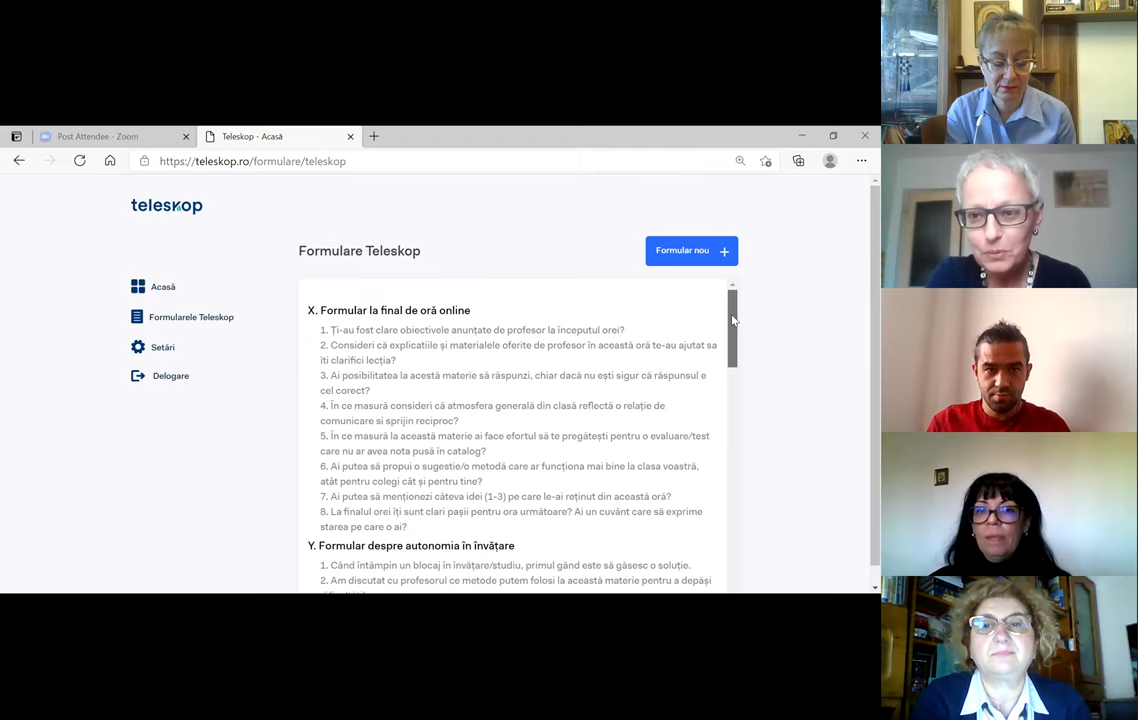 Post Attendee - Zoom
Teleskop - Acasă
https://teleskop.ro/formulare/teleskop
teleskop
Formulare Teleskop
Formular nou +
Acasă
Formularele Teleskop
Setări
Delogare
X. Formular la final de oră online
1. Ți-au fost clare obiectivele anunțate de profesor la începutul orei?
2. Consideri că explicatiile și materialele oferite de profesor în această oră te-au ajutat sa
îti clarifici lecția?
3. Ai posibilitatea la acestă materie să răspunzi, chiar dacă nu ești sigur că răspunsul e
cel corect?
4. În ce masură consideri că atmosfera generală din clasă reflectă o relație de
comunicare si sprijin reciproc?
5. În ce masură la această materie ai face efortul să te pregătești pentru o evaluare/test
care nu ar avea nota pusă în catalog?
6. Ai putea să propui o sugestie/o metodă care ar funcționa mai bine la clasa voastră,
atât pentru colegi cât și pentru tine?
7. Ai putea să menționezi câteva idei (1-3) pe care le-ai reținut din această oră?
8. La finalul orei îți sunt clari pașii pentru ora următoare? Ai un cuvânt care să exprime
starea pe care o ai?
Y. Formular despre autonomia în învățare
1. Când întâmpin un blocaj în învățare/studiu, primul gând este să găsesc o soluție.
2. Am discutat cu profesorul ce metode putem folosi la această materie pentru a depăși